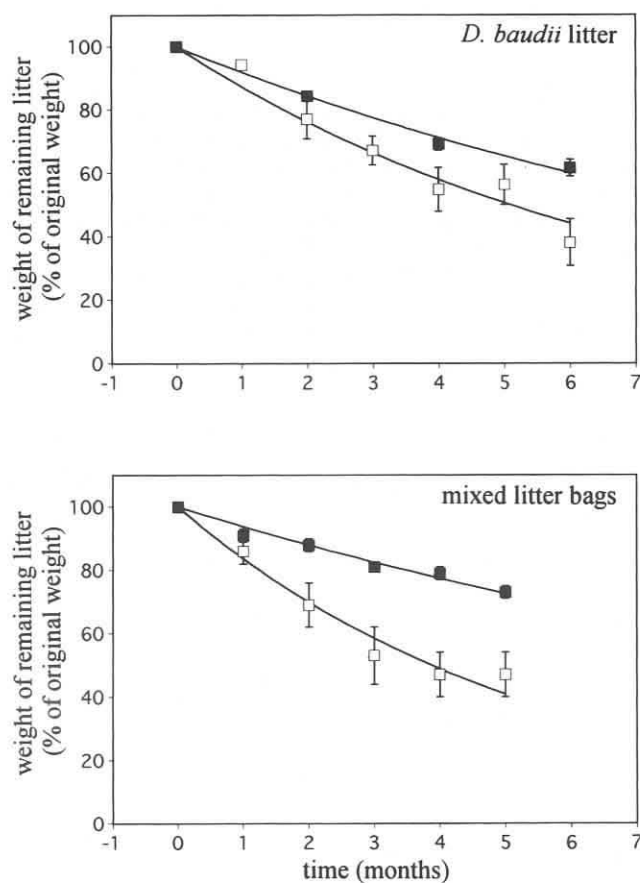 D. baudii litter
weight of remaining litter
(% of original weight)
100
80
60
40
20
0
-1 0 1 2 3 4 5 6 7
mixed litter bags
weight of remaining litter
(% of original weight)
100
80
60
40
20
0
-1 0 1 2 3 4 5 6 7
time (months)